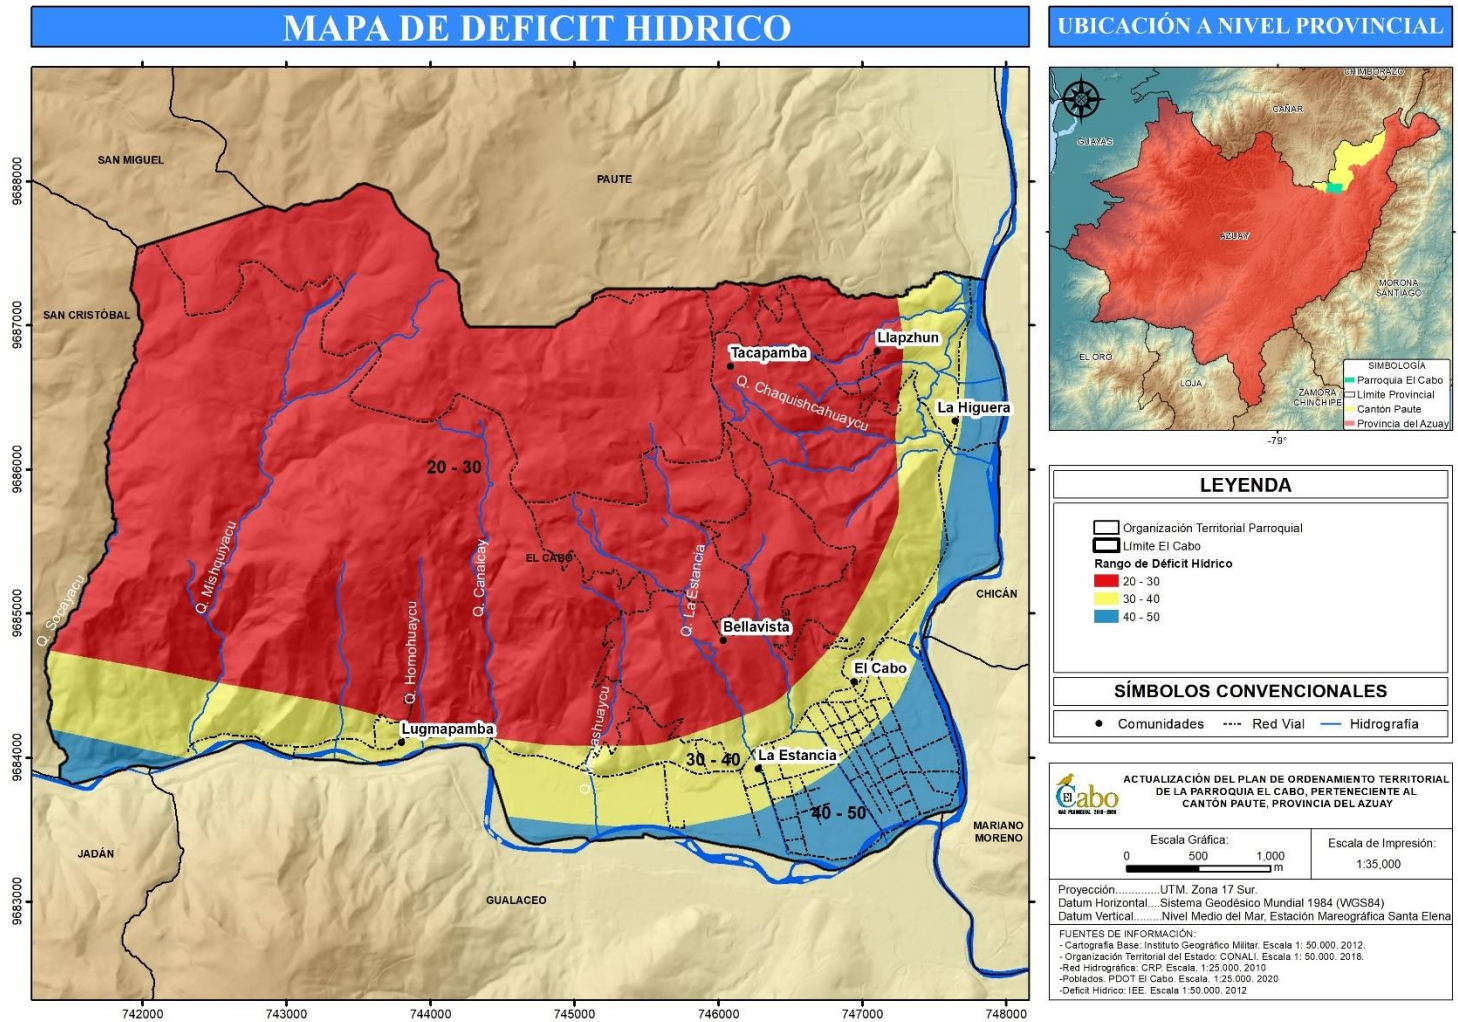 MAPA DE DEFICIT HIDRICO
UBICACIÓN A NIVEL PROVINCIAL
SAN MIGUEL
PAUTE
SAN CRISTÓBAL
Llapzhun
Tacapamba
Q. Chaquishcahuaycu
La Higuera
20 - 30
Q. Mishquiyacu
Q. Canalcay
EL CABO
Q. La Estancia
Q. Socayacu
Q. Hornohuaycu
CHICÁN
Bellavista
El Cabo
Lugmapamba
La Estancia
30 - 40
40 - 50
JADÁN
MARIANO
MORENO
GUALACEO
9688000
9687000
9686000
9685000
9684000
9683000
742000
743000
744000
745000
746000
747000
748000
CHIMBORAZO
CAÑAR
GUAYAS
AZUAY
MORONA
SANTIAGO
EL ORO
LOJA
ZAMORA
CHINCHIPE
SIMBOLOGÍA
Parroquia El Cabo
Límite Provincial
Cantón Paute
Provincia del Azuay
-79°
LEYENDA
Organización Territorial Parroquial
Límite El Cabo
Rango de Déficit Hídrico
20 - 30
30 - 40
40 - 50
SÍMBOLOS CONVENCIONALES
Comunidades
Red Vial
Hidrografía
El Cabo
ACTUALIZACIÓN DEL PLAN DE ORDENAMIENTO TERRITORIAL
DE LA PARROQUIA EL CABO, PERTENECIENTE AL
CANTÓN PAUTE, PROVINCIA DEL AZUAY
Escala Gráfica:
0 500 1,000
m
Escala de Impresión:
1:35,000
Proyección.............UTM. Zona 17 Sur.
Datum Horizontal....Sistema Geodésico Mundial 1984 (WGS84)
Datum Vertical.........Nivel Medio del Mar, Estación Mareográfica Santa Elena
FUENTES DE INFORMACIÓN:
- Cartografía Base: Instituto Geográfico Militar. Escala 1: 50.000. 2012.
- Organización Territorial del Estado: CONALI. Escala 1: 50.000. 2018.
-Red Hidrográfica: CRP. Escala. 1:25.000. 2010
-Poblados. PDOT El Cabo. Escala. 1:25.000. 2020
-Deficit Hídrico: IEE. Escala 1:50.000. 2012